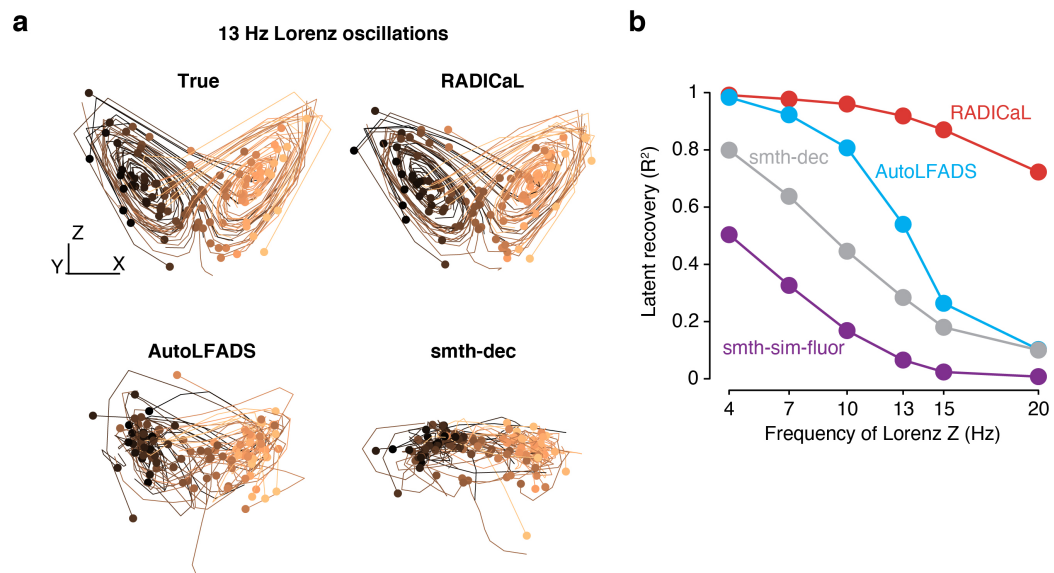 a
13 Hz Lorenz oscillations
True
RADICaL
Z
Y
X
AutoLFADS
smth-dec
b
1
0.8
0.6
0.4
0.2
0
Latent recovery (R²)
RADICaL
AutoLFADS
smth-dec
smth-sim-fluor
4 7 10 13 15 20
Frequency of Lorenz Z (Hz)